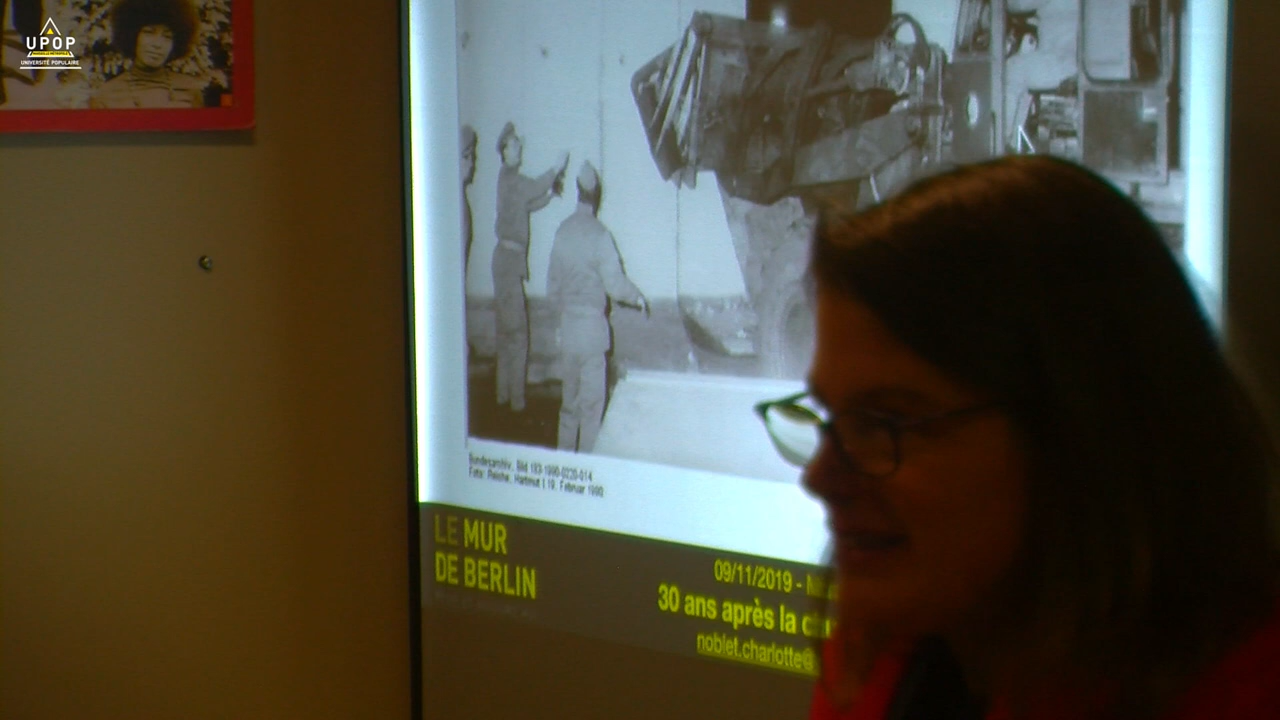 UPOP
UNIVERSITÉ POPULAIRE
Bundesarchiv, Bild 183-1990-0220-014
Foto: Reiche, Hartmut | 19. Februar 1990
LE MUR
DE BERLIN
09/11/2019 -
30 ans après la
noblet.charlotte@